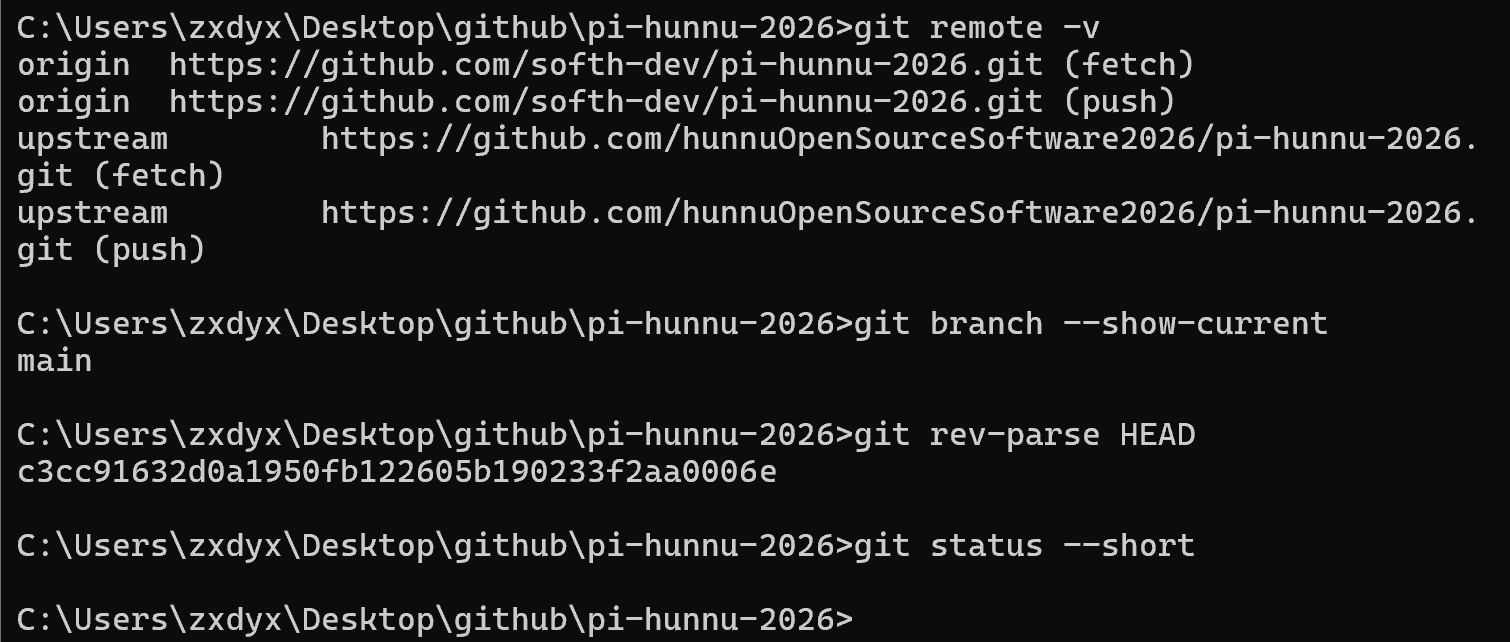 C:\Users\zxdyx\Desktop\github\pi-hunnu-2026>git remote -v
origin  https://github.com/softh-dev/pi-hunnu-2026.git (fetch)
origin  https://github.com/softh-dev/pi-hunnu-2026.git (push)
upstream        https://github.com/hunnuOpenSourceSoftware2026/pi-hunnu-2026.
git (fetch)
upstream        https://github.com/hunnuOpenSourceSoftware2026/pi-hunnu-2026.
git (push)
C:\Users\zxdyx\Desktop\github\pi-hunnu-2026>git branch --show-current
main
C:\Users\zxdyx\Desktop\github\pi-hunnu-2026>git rev-parse HEAD
c3cc91632d0a1950fb122605b190233f2aa0006e
C:\Users\zxdyx\Desktop\github\pi-hunnu-2026>git status --short
C:\Users\zxdyx\Desktop\github\pi-hunnu-2026>